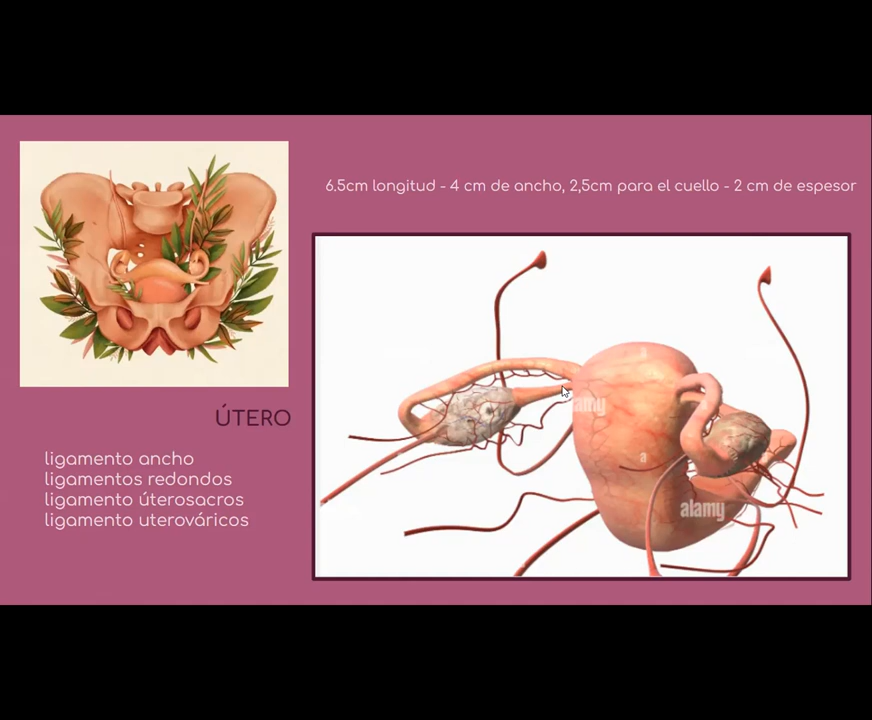 6.5cm longitud - 4 cm de ancho, 2,5cm para el cuello - 2 cm de espesor
ÚTERO
ligamento ancho
ligamentos redondos
ligamento úterosacros
ligamento uterováricos
alamy
a
alamy